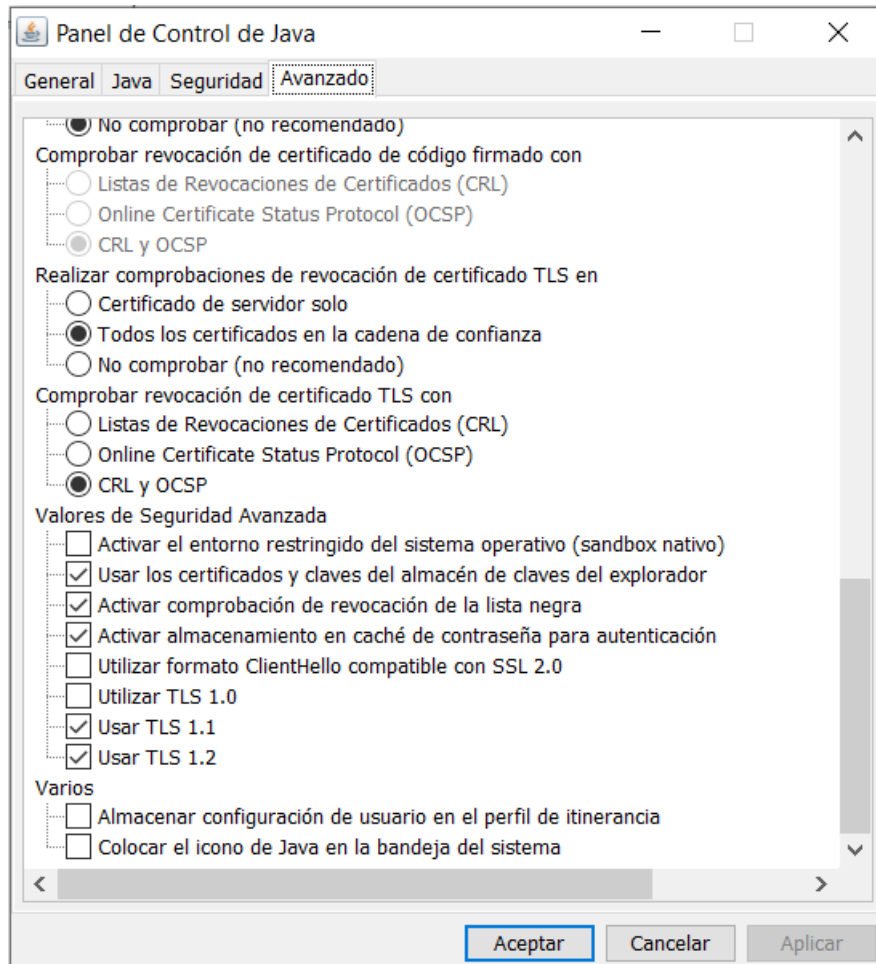 Panel de Control de Java
General Java Seguridad Avanzado
No comprobar (no recomendado)
Comprobar revocación de certificado de código firmado con
Listas de Revocaciones de Certificados (CRL)
Online Certificate Status Protocol (OCSP)
CRL y OCSP
Realizar comprobaciones de revocación de certificado TLS en
Certificado de servidor solo
Todos los certificados en la cadena de confianza
No comprobar (no recomendado)
Comprobar revocación de certificado TLS con
Listas de Revocaciones de Certificados (CRL)
Online Certificate Status Protocol (OCSP)
CRL y OCSP
Valores de Seguridad Avanzada
Activar el entorno restringido del sistema operativo (sandbox nativo)
Usar los certificados y claves del almacén de claves del explorador
Activar comprobación de revocación de la lista negra
Activar almacenamiento en caché de contraseña para autenticación
Utilizar formato ClientHello compatible con SSL 2.0
Utilizar TLS 1.0
Usar TLS 1.1
Usar TLS 1.2
Varios
Almacenar configuración de usuario en el perfil de itinerancia
Colocar el icono de Java en la bandeja del sistema
Aceptar Cancelar Aplicar